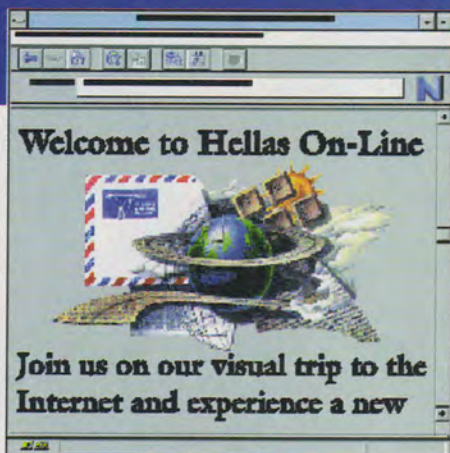 N
Welcome to Hellas On-Line
Join us on our visual trip to the
Internet and experience a new